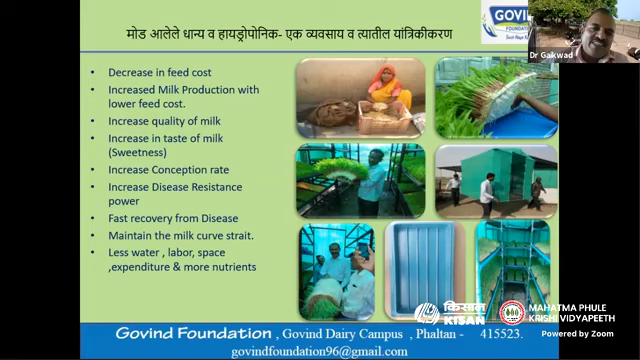 मोड आलेले धान्य व हायड्रोपोनिक- एक व्यवसाय व त्यातील यांत्रिकीकरण
GOVIN
FOUNDATION
Dr Gaikwad
Decrease in feed cost
Increased Milk Production with
lower feed cost.
Increase quality of milk
Increase in taste of milk
(Sweetness)
Increase Conception rate
Increase Disease Resistance
power
Fast recovery from Disease
Maintain the milk curve strait.
Less water , labor, space
,expenditure & more nutrients
किसान
KISAN
MAHATMA PHULE
KRISHI VIDYAPEETH
Powered by Zoom
Govind Foundation , Govind Dairy Campus , Phaltan - 415523.
govindfoundation96@gmail.com